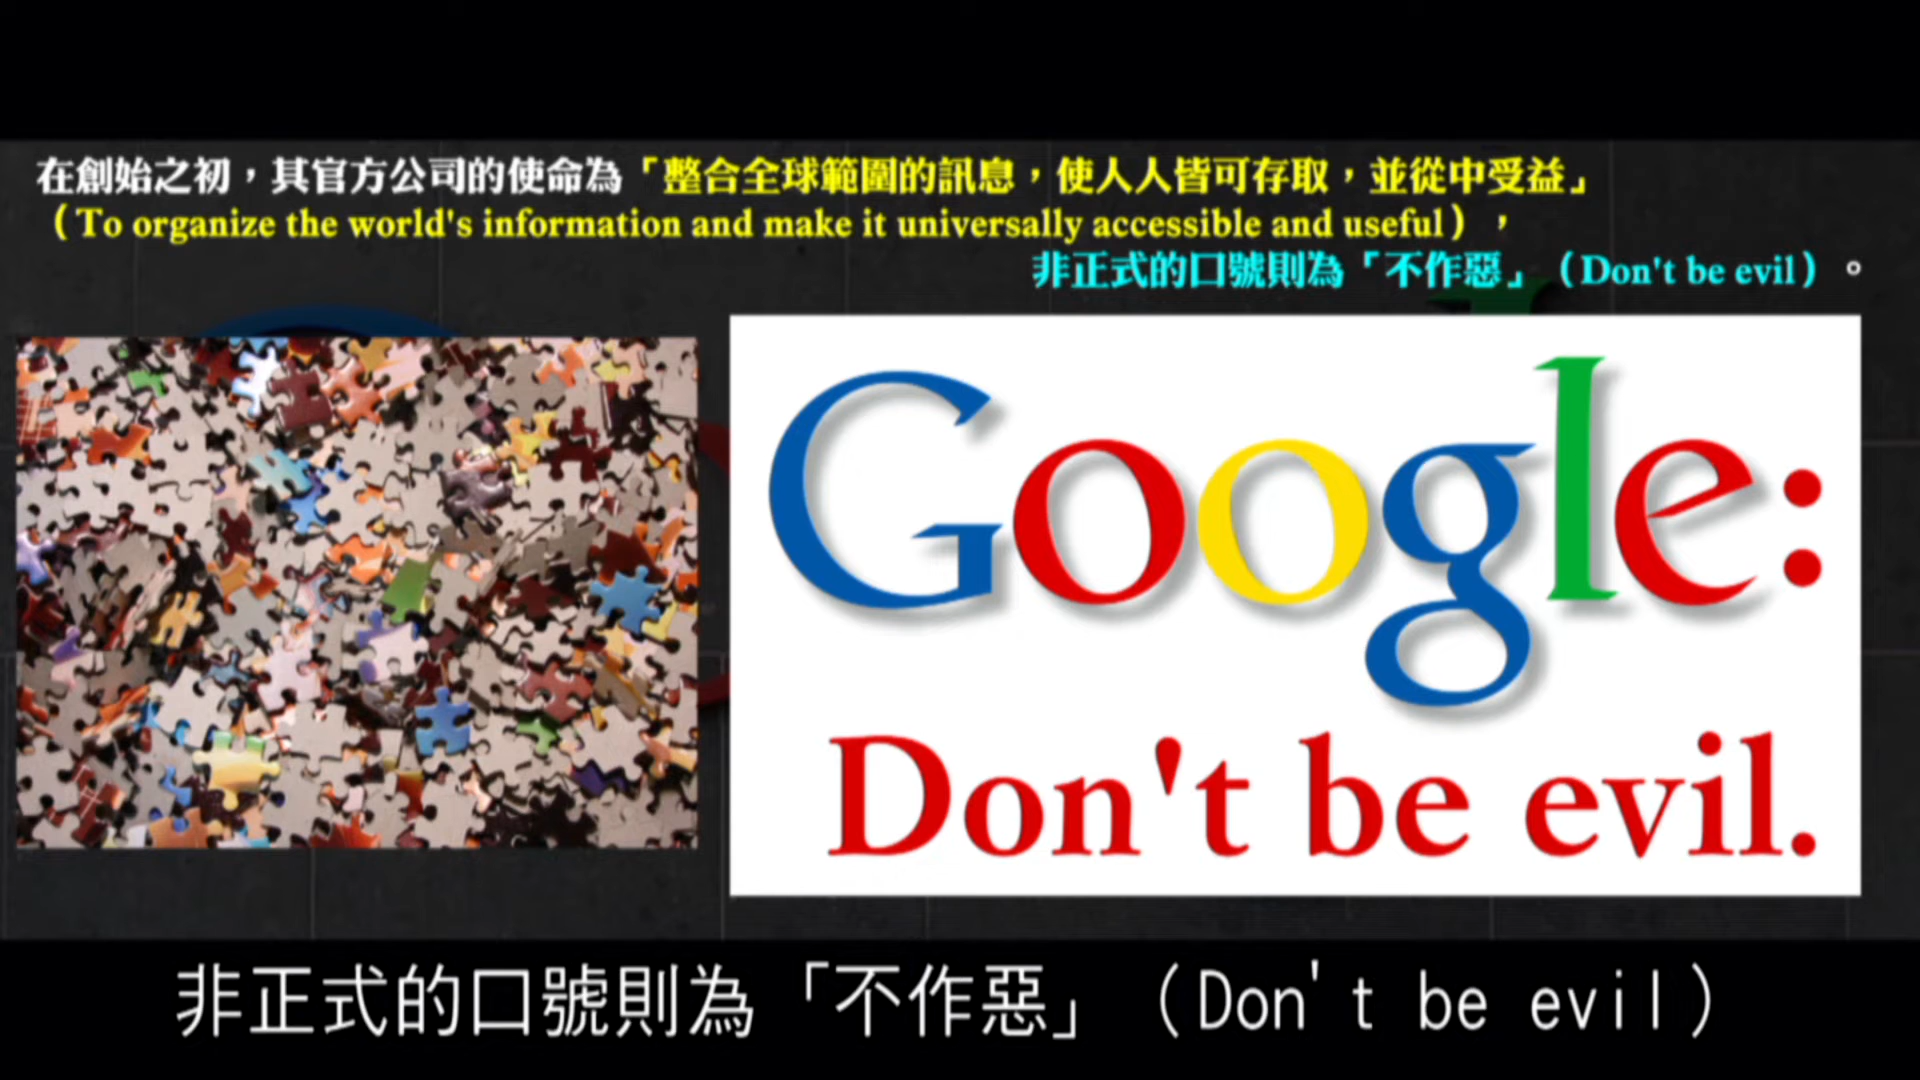 在創始之初，其官方公司的使命為「整合全球範圍的訊息，使人人皆可存取，並從中受益」
（To organize the world's information and make it universally accessible and useful），
非正式的口號則為「不作惡」（Don't be evil）。
Google:
Don't be evil.
非正式的口號則為「不作惡」（Don't be evil）